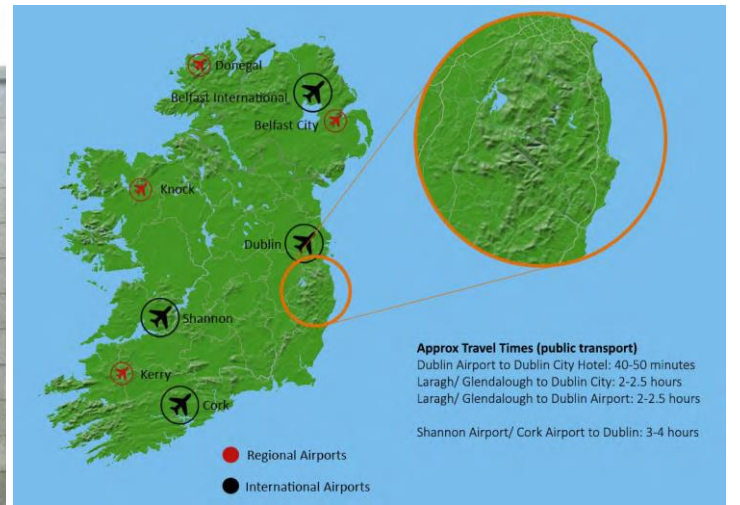 Donegal
Belfast International
Belfast City
Knock
Dublin
Shannon
Kerry
Cork
Regional Airports
International Airports
Approx Travel Times (public transport)
Dublin Airport to Dublin City Hotel: 40-50 minutes
Laragh/ Glendalough to Dublin City: 2-2.5 hours
Laragh/ Glendalough to Dublin Airport: 2-2.5 hours
Shannon Airport/ Cork Airport to Dublin: 3-4 hours